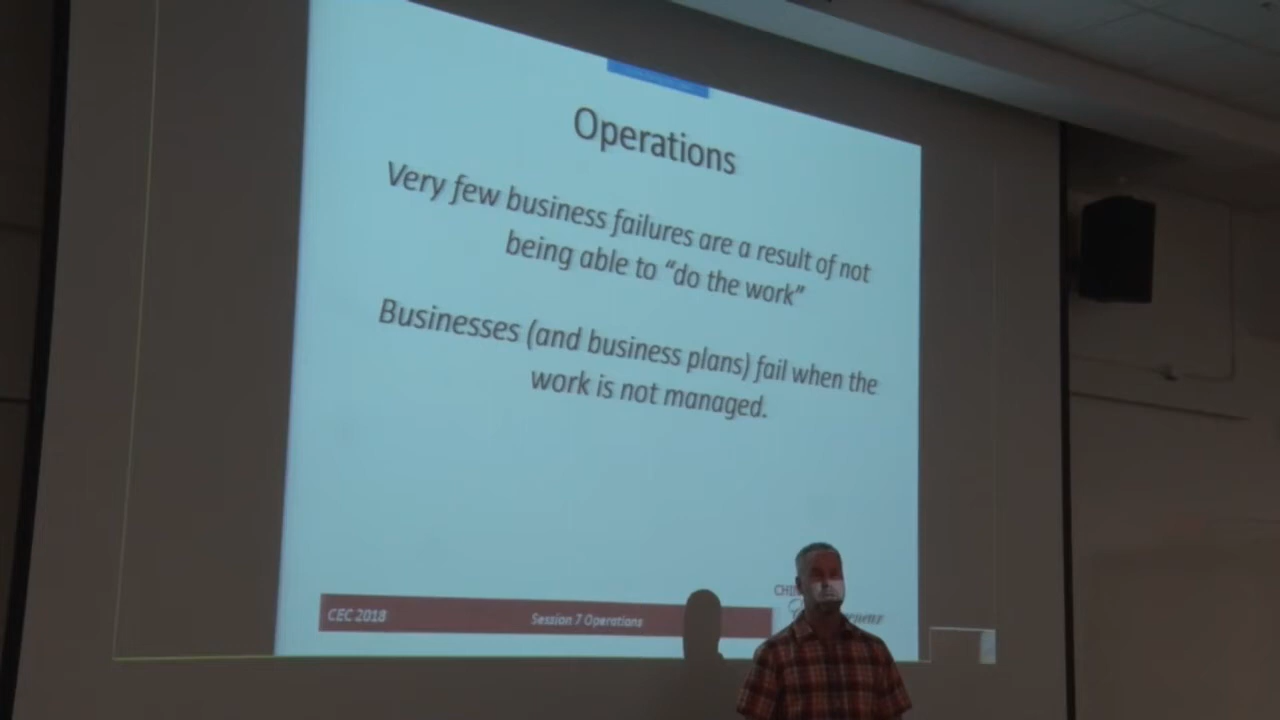 Operations
Very few business failures are a result of not
being able to “do the work”
Businesses (and business plans) fail when the
work is not managed.
CEC 2018
Session 7 Operations